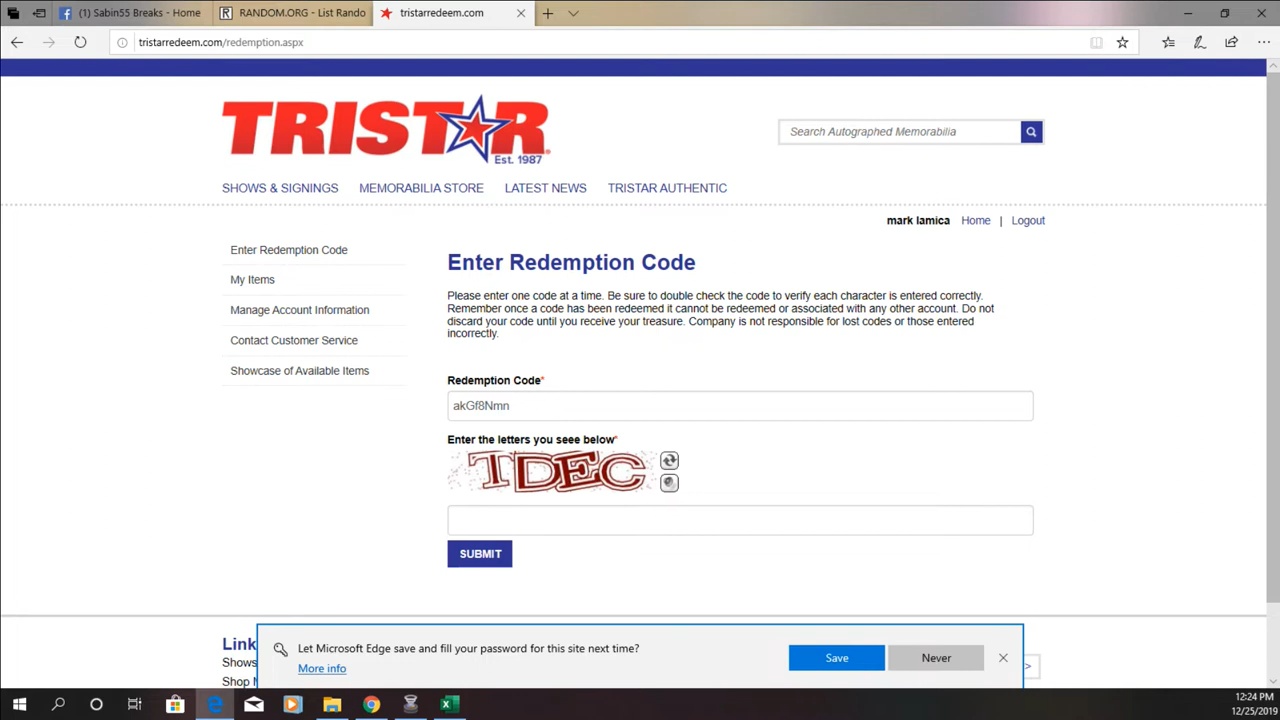 (1) Sabin55 Breaks - Home
RANDOM.ORG - List Rando
tristarredeem.com
tristarredeem.com/redemption.aspx
TRISTAR
Est. 1987
Search Autographed Memorabilia
SHOWS & SIGNINGS MEMORABILIA STORE LATEST NEWS TRISTAR AUTHENTIC
mark lamica Home | Logout
Enter Redemption Code
My Items
Manage Account Information
Contact Customer Service
Showcase of Available Items
Enter Redemption Code
Please enter one code at a time. Be sure to double check the code to verify each character is entered correctly.
Remember once a code has been redeemed it cannot be redeemed or associated with any other account. Do not
discard your code until you receive your treasure. Company is not responsible for lost codes or those entered
incorrectly.
Redemption Code*
akGf8Nmn
Enter the letters you seee below*
TDEC
SUBMIT
Link
Shows
Shop M
>
Let Microsoft Edge save and fill your password for this site next time?
More info
Save
Never
12:24 PM
12/25/2019